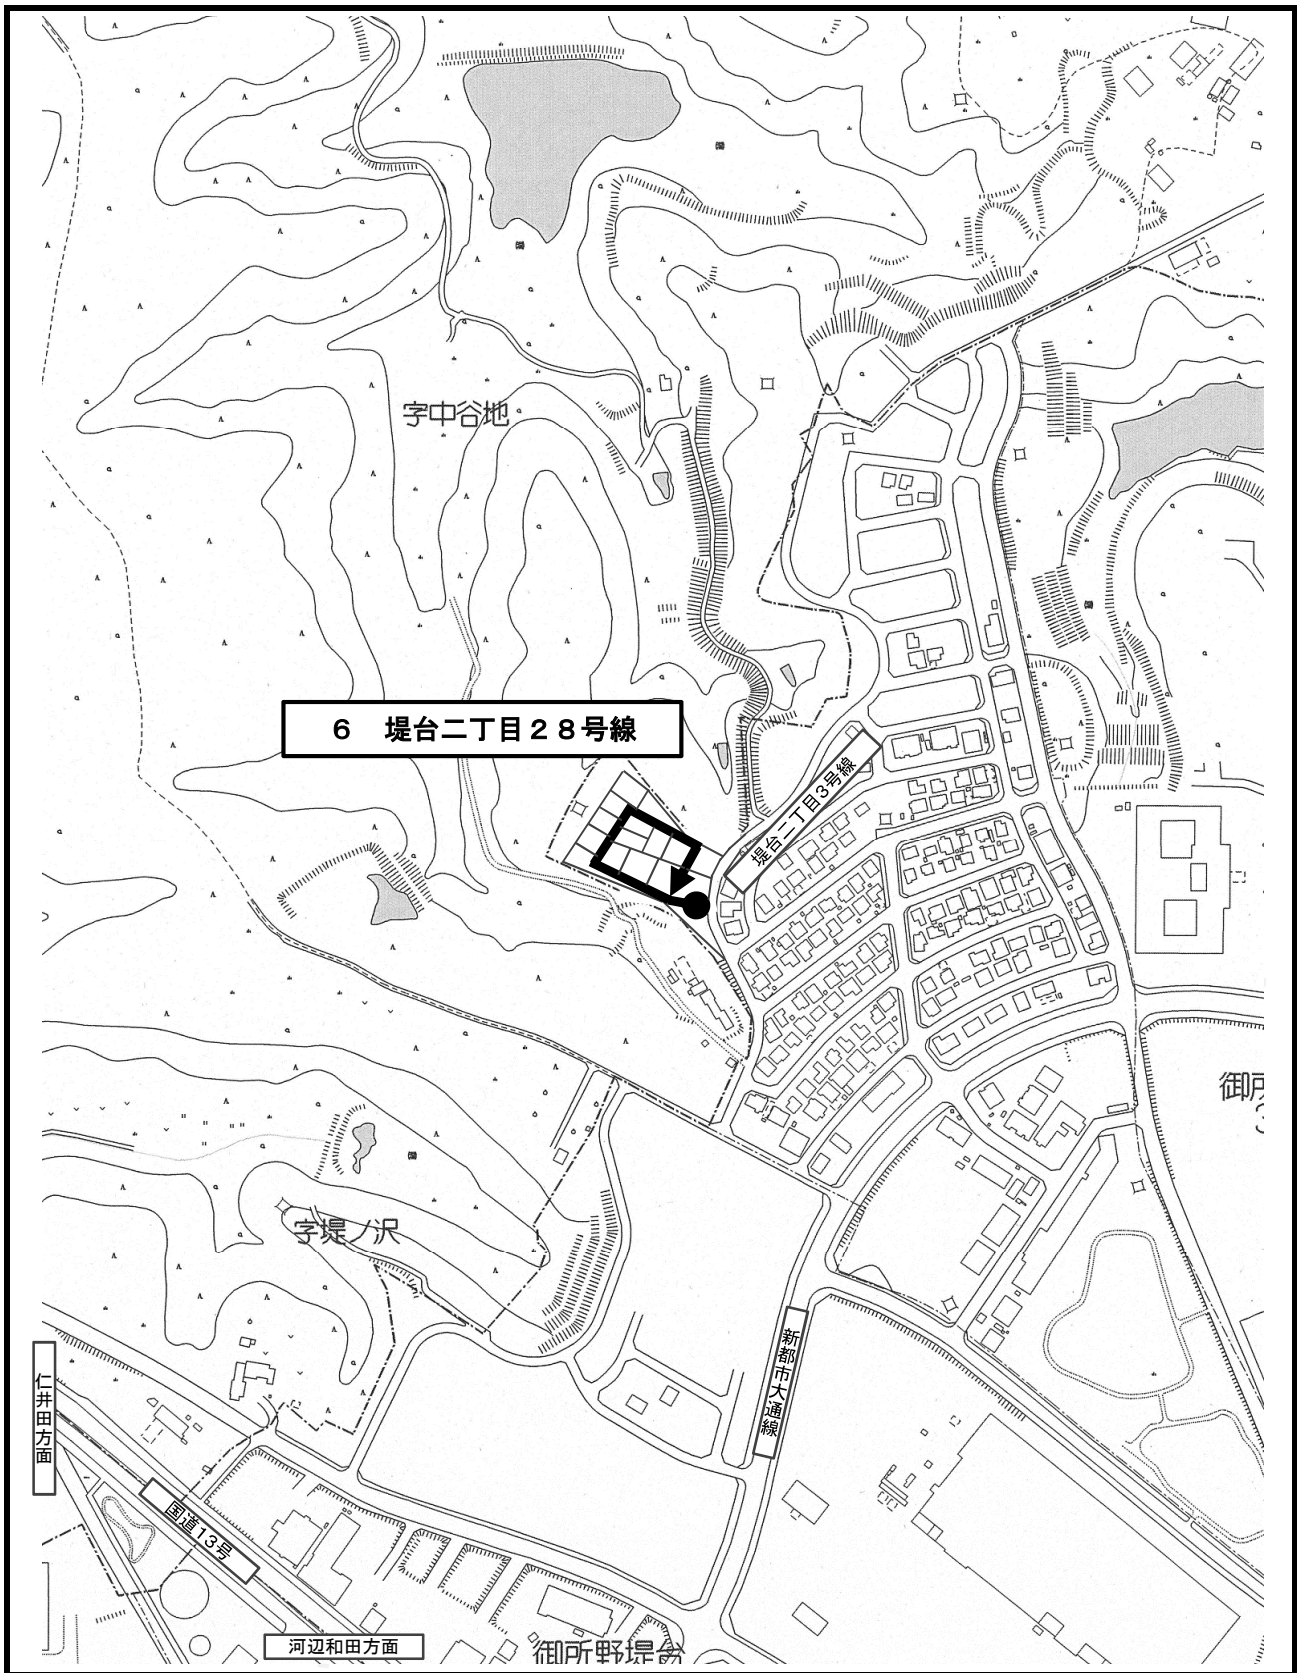 字中谷地
６　堤台二丁目２８号線
堤台二丁目3号線
御所
字堤ノ沢
新都市大通線
仁井田方面
国道13号
河辺和田方面
御所野堤台